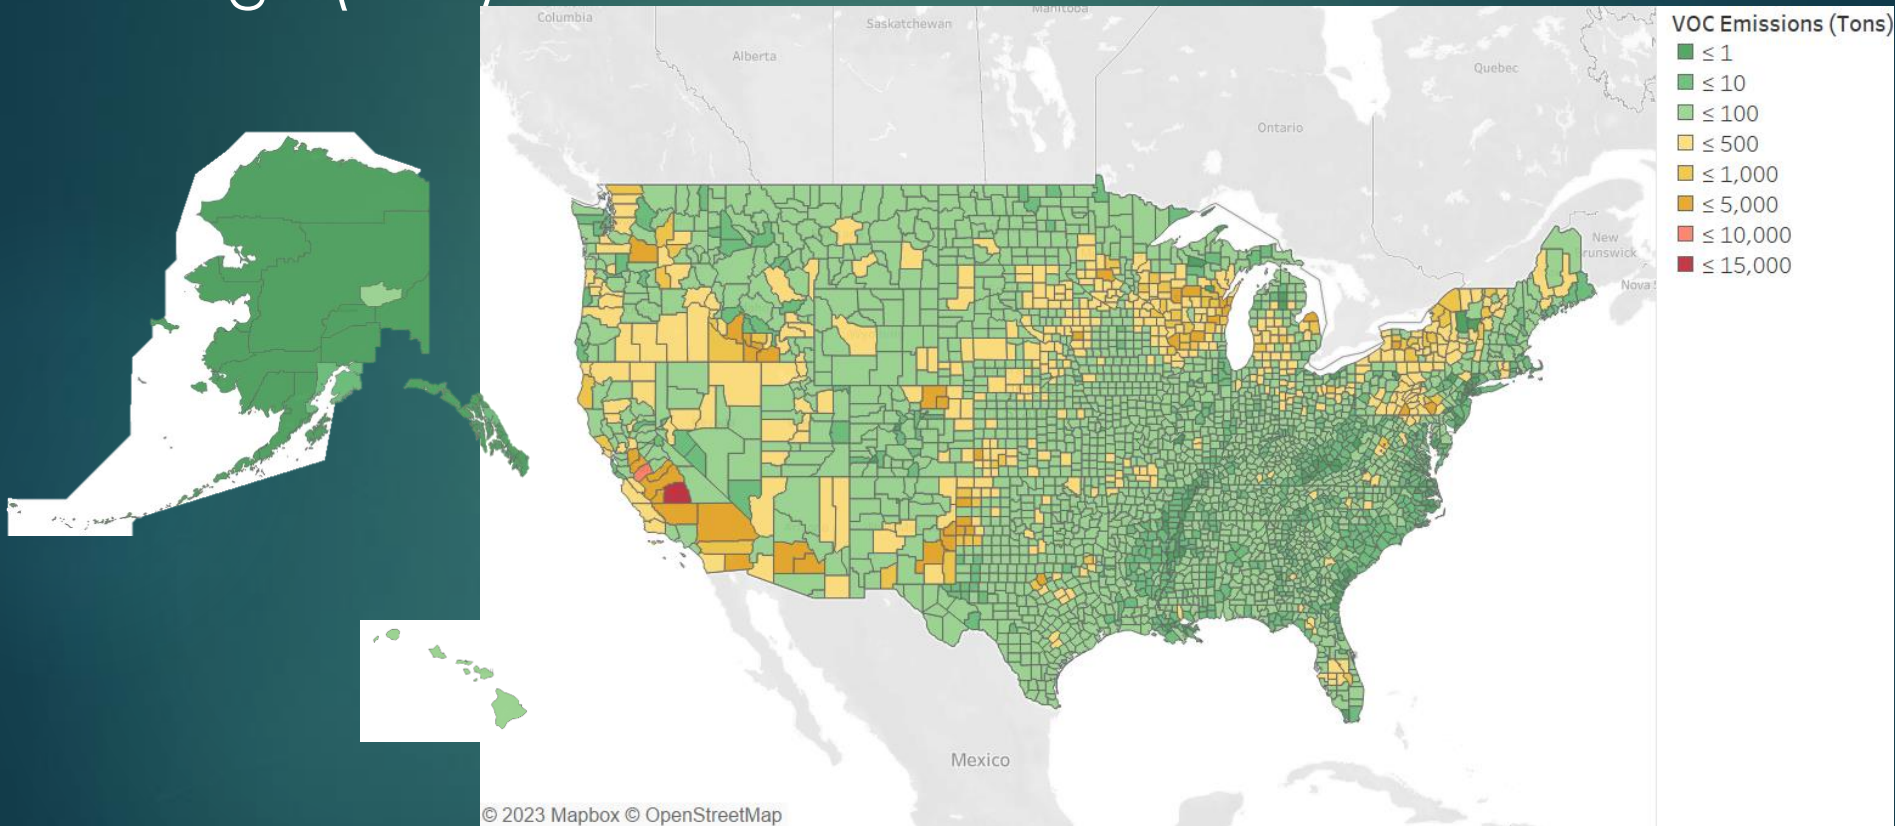 Columbia
Saskatchewan
Manitoba
Alberta
Quebec
Ontario
New
runswick
Nova
Mexico
© 2023 Mapbox © OpenStreetMap
VOC Emissions (Tons)
≤ 1
≤ 10
≤ 100
≤ 500
≤ 1,000
≤ 5,000
≤ 10,000
≤ 15,000